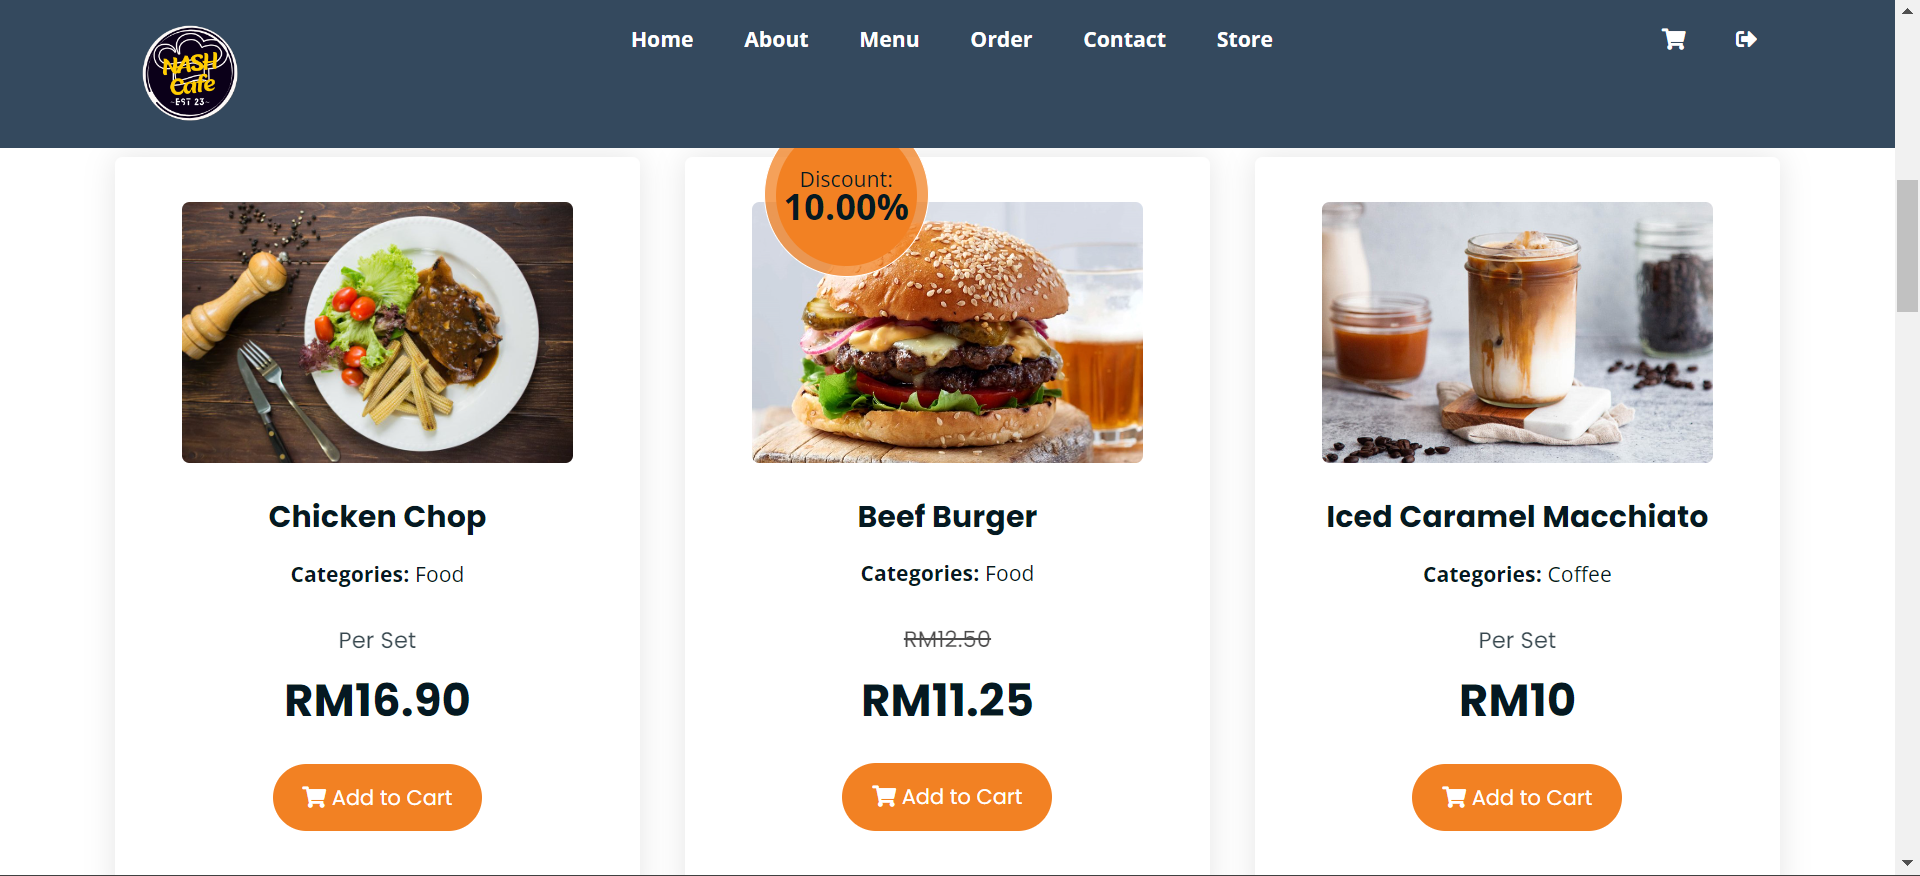 NASH
Cafe
~EST 23~
Home About Menu Order Contact Store
Discount:
10.00%
Chicken Chop
Categories: Food
Per Set
RM16.90
Add to Cart
Beef Burger
Categories: Food
RM12.50
RM11.25
Add to Cart
Iced Caramel Macchiato
Categories: Coffee
Per Set
RM10
Add to Cart